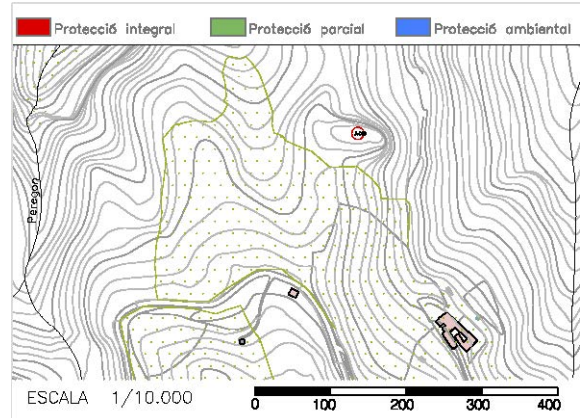 Protecció integral Protecció parcial Protecció ambiental
Peregon
ESCALA 1/10.000
0 100 200 300 400